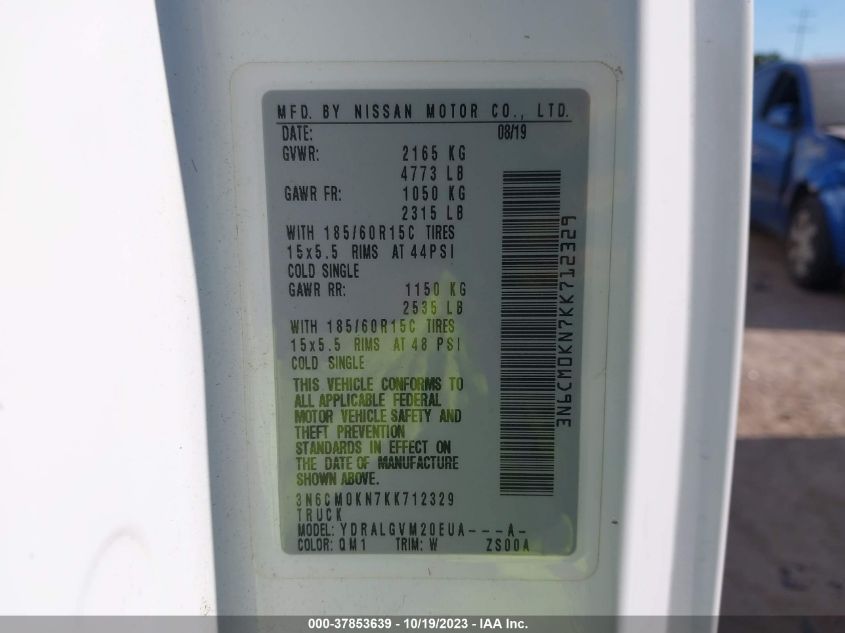 MFD. BY NISSAN MOTOR CO., LTD.
DATE: 08/19
GVWR: 2165 KG
4773 LB
GAWR FR: 1050 KG
2315 LB
WITH 185/60R15C TIRES
15x5.5 RIMS AT 44PSI
COLD SINGLE
GAWR RR: 1150 KG
2535 LB
WITH 185/60R15C TIRES
15x5.5 RIMS AT 48 PSI
COLD SINGLE
THIS VEHICLE CONFORMS TO
ALL APPLICABLE FEDERAL
MOTOR VEHICLE SAFETY AND
THEFT PREVENTION
STANDARDS IN EFFECT ON
THE DATE OF MANUFACTURE
SHOWN ABOVE.
3N6CM0KN7KK712329
TRUCK
MODEL: YDRALGVM20EUA---A-
COLOR: QM1 TRIM: W ZS00A
3N6CM0KN7KK712329
000-37853639 - 10/19/2023 - IAA Inc.